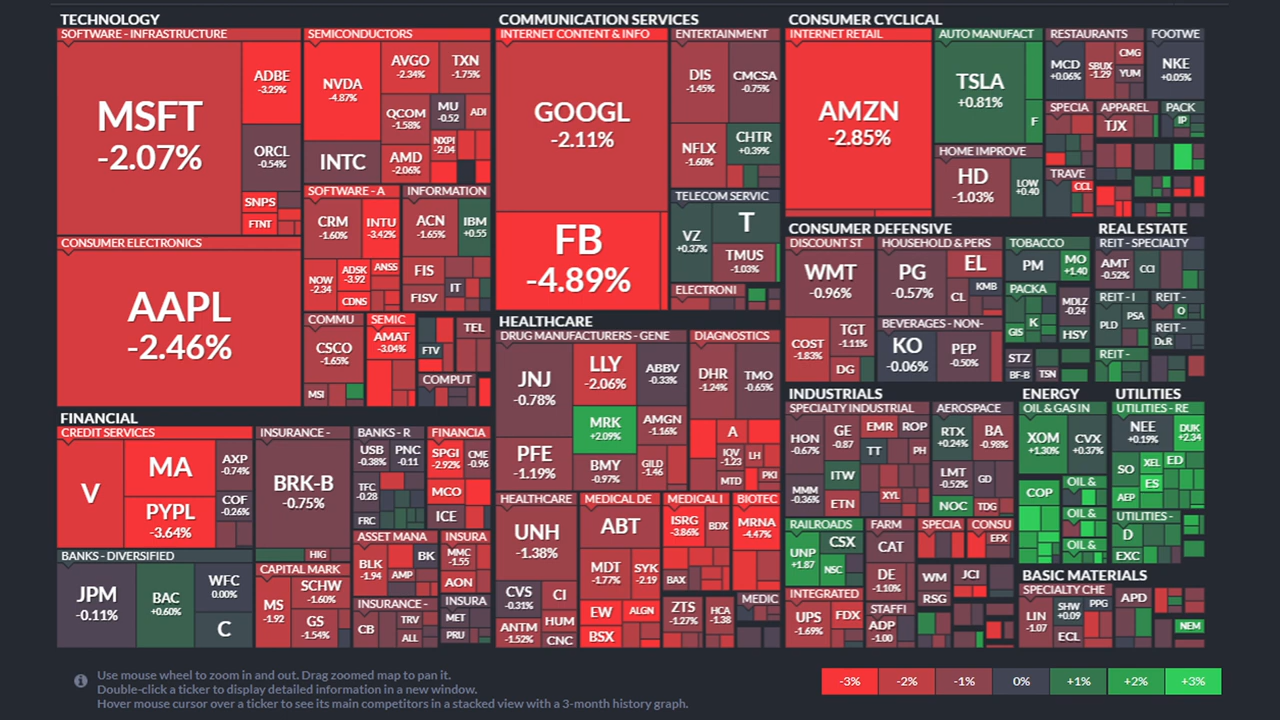 TECHNOLOGY
SOFTWARE - INFRASTRUCTURE
MSFT
-2.07%
ADBE
-3.29%
ORCL
-0.54%
SNPS
FTNT
SEMICONDUCTORS
NVDA
-4.87%
AVGO
-2.34%
TXN
-1.75%
QCOM
-1.58%
MU
-0.52
ADI
INTC
AMD
-2.06%
NXPI
-2.04
CONSUMER ELECTRONICS
AAPL
-2.46%
SOFTWARE - A
CRM
-1.60%
INTU
-3.42%
NOW
-2.34
ADSK
-3.92
ANSS
CDNS
INFORMATION
ACN
-1.65%
IBM
+0.55
FIS
FISV
IT
COMMU
CSCO
-1.65%
MSI
SEMIC
AMAT
-3.04%
FTV
TEL
COMPUT
COMMUNICATION SERVICES
INTERNET CONTENT & INFO
GOOGL
-2.11%
FB
-4.89%
ENTERTAINMENT
DIS
-1.45%
CMCSA
-0.75%
NFLX
-1.60%
CHTR
+0.39%
TELECOM SERVIC
VZ
+0.37%
T
TMUS
-1.03%
ELECTRONI
CONSUMER CYCLICAL
INTERNET RETAIL
AMZN
-2.85%
AUTO MANUFACT
TSLA
+0.81%
F
HOME IMPROVE
HD
-1.03%
LOW
+0.40
RESTAURANTS
MCD
+0.06%
SBUX
-1.29
CMG
YUM
FOOTWE
NKE
+0.05%
SPECIA
APPAREL
TJX
PACK
IP
TRAVE
CCL
CONSUMER DEFENSIVE
DISCOUNT ST
WMT
-0.96%
COST
-1.83%
TGT
-1.11%
DG
HOUSEHOLD & PERS
PG
-0.57%
EL
CL
KMB
BEVERAGES - NON-
KO
-0.06%
PEP
-0.50%
TOBACCO
PM
MO
+1.40
PACKA
GIS
K
MDLZ
-0.24
HSY
STZ
BF-B
TSN
REAL ESTATE
REIT - SPECIALTY
AMT
-0.52%
CCI
REIT - I
PLD
PSA
REIT -
O
REIT -
DLR
REIT -
FINANCIAL
CREDIT SERVICES
V
MA
PYPL
-3.64%
AXP
-0.74%
COF
-0.26%
INSURANCE -
BRK-B
-0.75%
HIG
BANKS - R
USB
-0.38%
PNC
-0.11
TFC
-0.28
FRC
FINANCIA
SPGI
-2.92%
CME
-0.96
MCO
ICE
BANKS - DIVERSIFIED
JPM
-0.11%
BAC
+0.60%
WFC
0.00%
C
CAPITAL MARK
MS
-1.92
SCHW
-1.60%
GS
-1.54%
ASSET MANA
BLK
-1.94
BK
AMP
INSURA
MMC
-1.55
AON
INSURANCE -
CB
TRV
ALL
INSURA
MET
PRU
HEALTHCARE
DRUG MANUFACTURERS - GENE
JNJ
-0.78%
LLY
-2.06%
ABBV
-0.33%
MRK
+2.09%
AMGN
-1.16%
PFE
-1.19%
BMY
-0.97%
GILD
-1.46
DIAGNOSTICS
DHR
-1.24%
TMO
-0.65%
A
IQV
-1.23
LH
MTD
PKI
HEALTHCARE
UNH
-1.38%
CVS
-0.31%
CI
ANTM
-1.52%
HUM
CNC
MEDICAL DE
ABT
MDT
-1.77%
SYK
-2.19
EW
ALGN
BSX
MEDICAL I
ISRG
-3.86%
BDX
BAX
BIOTEC
MRNA
-4.47%
ZTS
-1.27%
HCA
-1.38
MEDIC
INDUSTRIALS
SPECIALTY INDUSTRIAL
HON
-0.67%
GE
-0.87
EMR
ROP
TT
PH
MMM
-0.36%
ITW
ETN
XYL
AEROSPACE
RTX
+0.24%
BA
-0.98%
LMT
-0.52%
GD
NOC
TDG
RAILROADS
UNP
+1.87
CSX
NSC
FARM
CAT
DE
-1.10%
SPECIA
CONSU
EFX
WM
RSG
JCI
INTEGRATED
UPS
-1.69%
FDX
STAFFI
ADP
-1.00
ENERGY
OIL & GAS IN
XOM
+1.30%
CVX
+0.37%
COP
OIL &
OIL &
OIL &
UTILITIES
UTILITIES - RE
NEE
+0.19%
DUK
+2.34
SO
XEL
ED
ES
AEP
UTILITIES -
D
EXC
BASIC MATERIALS
SPECIALTY CHE
LIN
-1.07
SHW
+0.09
PPG
ECL
APD
NEM
Use mouse wheel to zoom in and out. Drag zoomed map to pan it.
Double-click a ticker to display detailed information in a new window.
Hover mouse cursor over a ticker to see its main competitors in a stacked view with a 3-month history graph.
-3%
-2%
-1%
0%
+1%
+2%
+3%